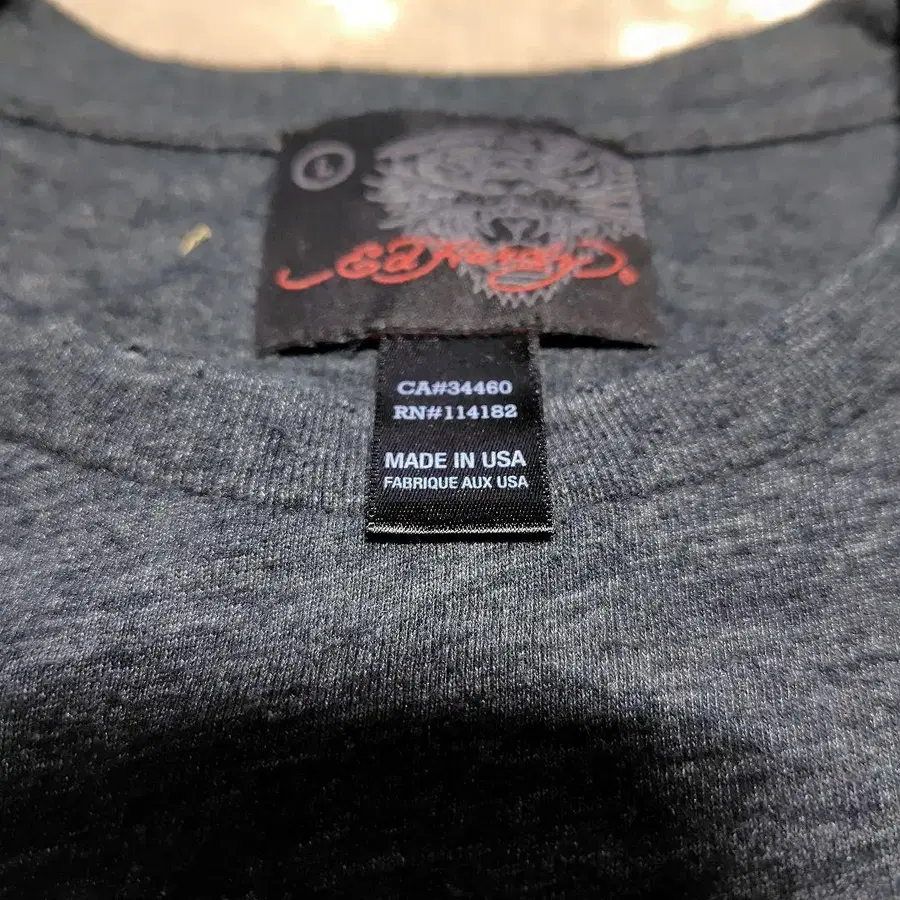 L
Ed Hardy®
CA#34460
RN#114182
MADE IN USA
FABRIQUE AUX USA